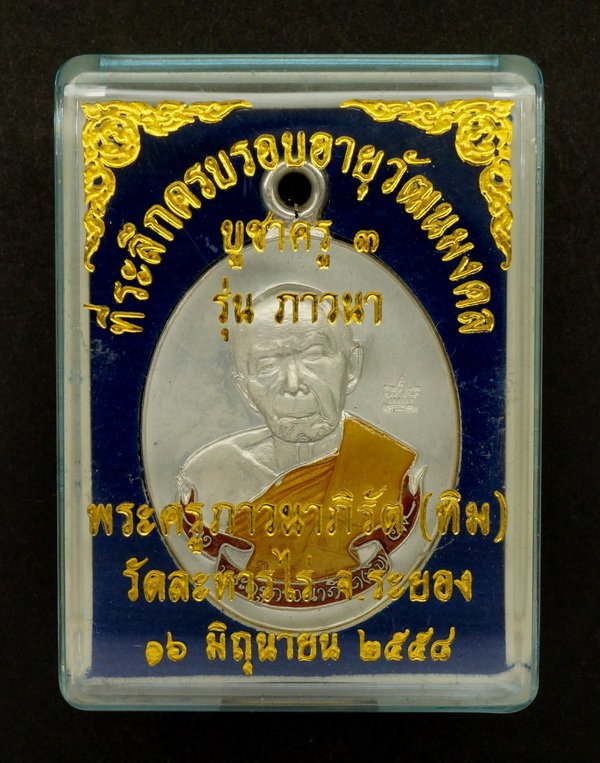 ที่ระลึกครบรอบอายุวัฒนมงคล
บูชาครู ๓
รุ่น ภาวนา
พระครูภาวนาภิรัต (ทิม)
วัดละหารไร่ จ.ระยอง
๑๖ มิถุนายน ๒๕๕๘